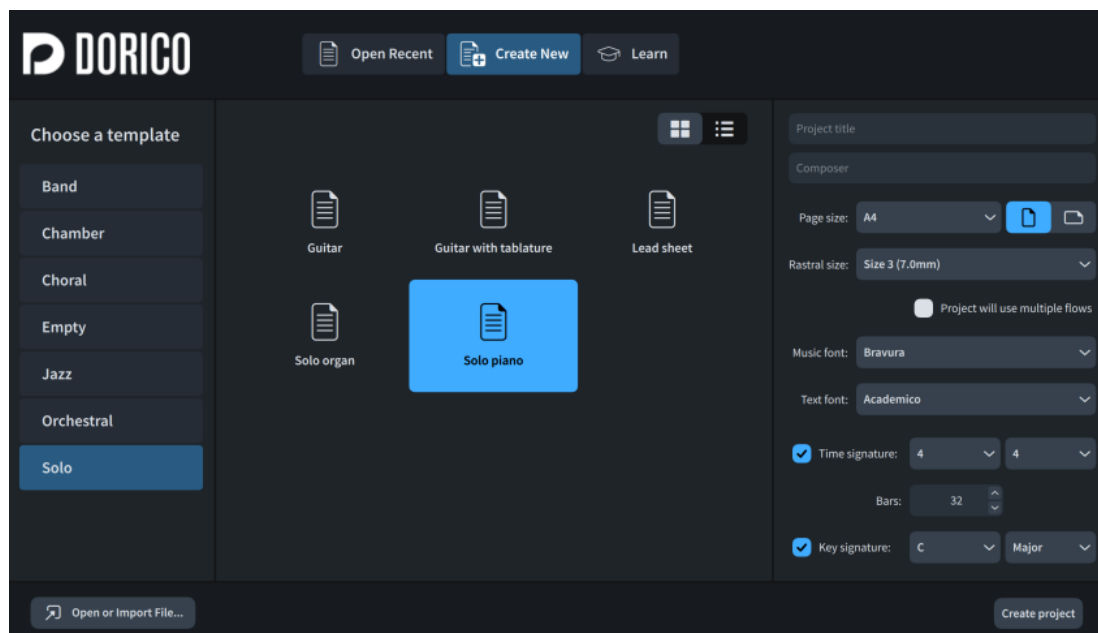 DORICO
Open Recent
Create New
Learn
Choose a template
Band
Chamber
Choral
Empty
Jazz
Orchestral
Solo
Guitar
Guitar with tablature
Lead sheet
Solo organ
Solo piano
Project title
Composer
Page size: A4
Rastral size: Size 3 (7.0mm)
Project will use multiple flows
Music font: Bravura
Text font: Academico
Time signature: 4 4
Bars: 32
Key signature: C Major
Open or Import File...
Create project